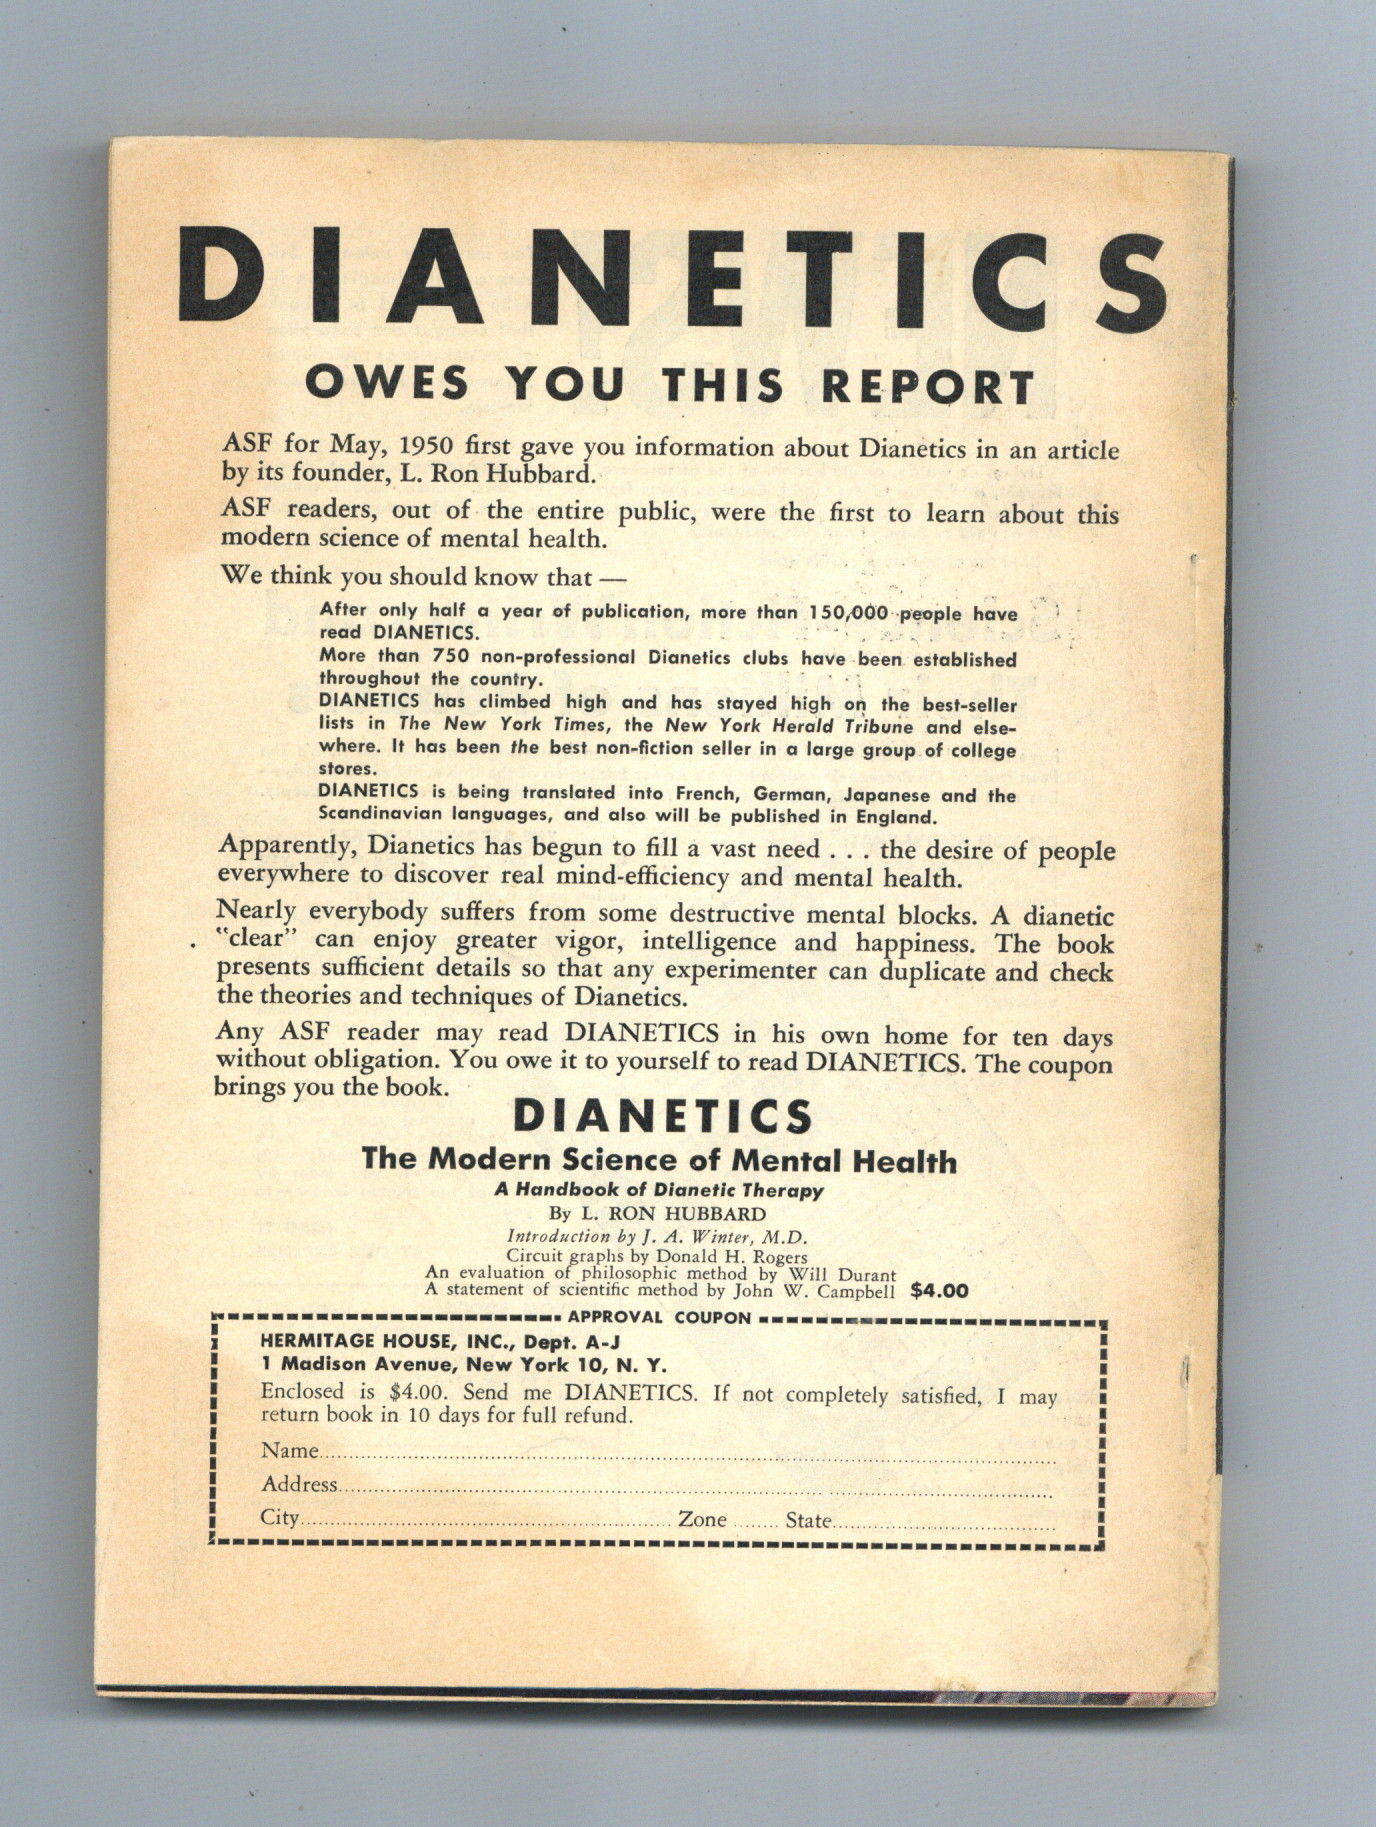 DIANETICS
OWES YOU THIS REPORT
ASF for May, 1950 first gave you information about Dianetics in an article
by its founder, L. Ron Hubbard.
ASF readers, out of the entire public, were the first to learn about this
modern science of mental health.
We think you should know that —
After only half a year of publication, more than 150,000 people have
read DIANETICS.
More than 750 non-professional Dianetics clubs have been established
throughout the country.
DIANETICS has climbed high and has stayed high on the best-seller
lists in The New York Times, the New York Herald Tribune and else-
where. It has been the best non-fiction seller in a large group of college
stores.
DIANETICS is being translated into French, German, Japanese and the
Scandinavian languages, and also will be published in England.
Apparently, Dianetics has begun to fill a vast need . . . the desire of people
everywhere to discover real mind-efficiency and mental health.
Nearly everybody suffers from some destructive mental blocks. A dianetic
"clear" can enjoy greater vigor, intelligence and happiness. The book
presents sufficient details so that any experimenter can duplicate and check
the theories and techniques of Dianetics.
Any ASF reader may read DIANETICS in his own home for ten days
without obligation. You owe it to yourself to read DIANETICS. The coupon
brings you the book.
DIANETICS
The Modern Science of Mental Health
A Handbook of Dianetic Therapy
By L. RON HUBBARD
Introduction by J. A. Winter, M.D.
Circuit graphs by Donald H. Rogers
An evaluation of philosophic method by Will Durant
A statement of scientific method by John W. Campbell $4.00
APPROVAL COUPON
HERMITAGE HOUSE, INC., Dept. A-J
1 Madison Avenue, New York 10, N. Y.
Enclosed is $4.00. Send me DIANETICS. If not completely satisfied, I may
return book in 10 days for full refund.
Name
Address
City Zone State